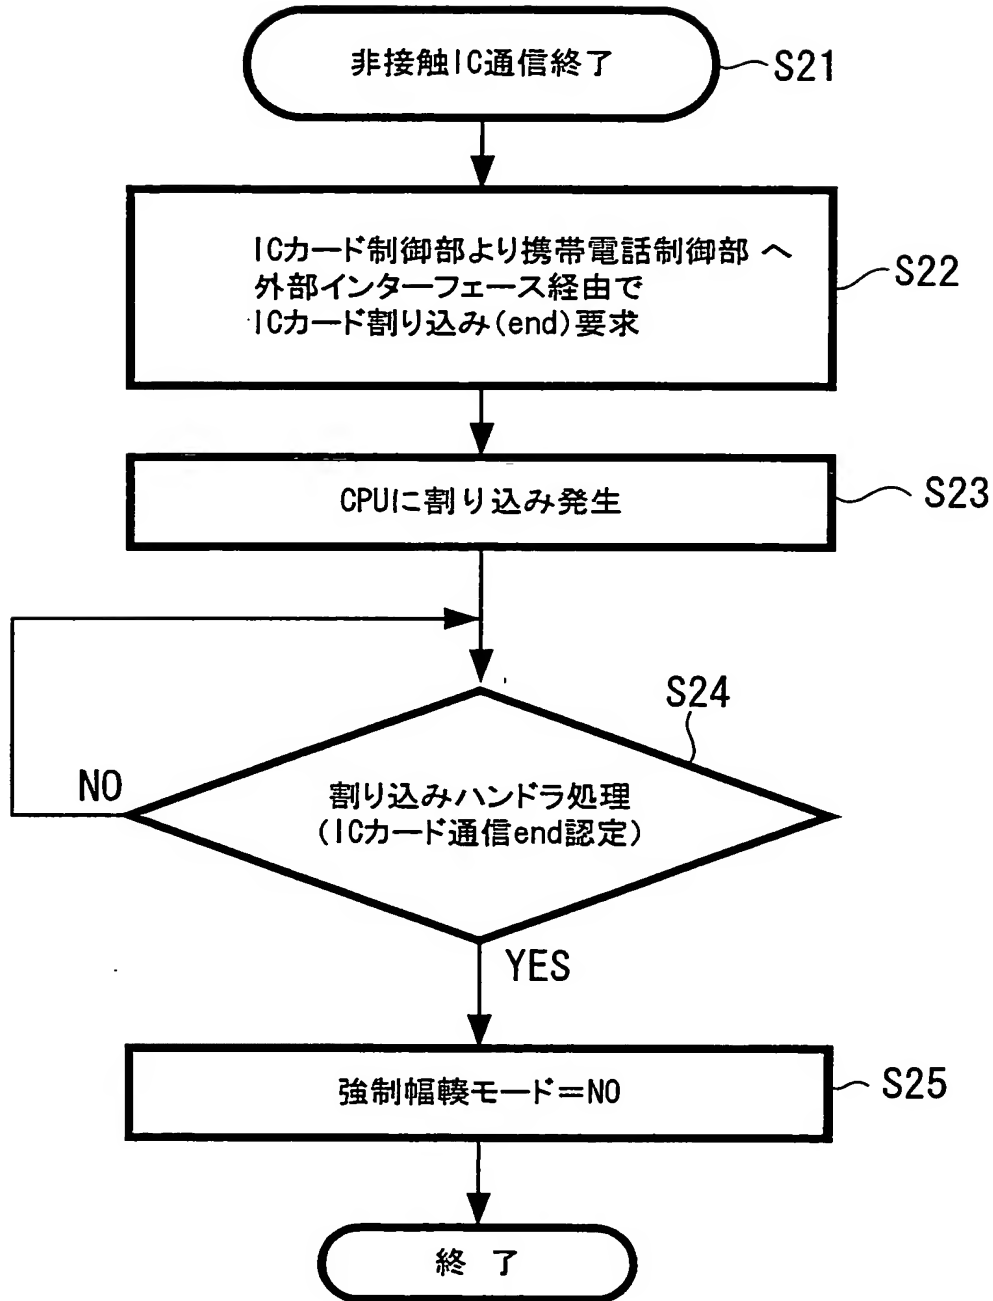 非接触IC通信終了
S21
ICカード制御部より携帯電話制御部 へ
外部インターフェース経由で
ICカード割り込み(end)要求
S22
CPUに割り込み発生
S23
S24
割り込みハンドラ処理
(ICカード通信end認定)
NO
YES
強制幅輳モード=NO
S25
終 了